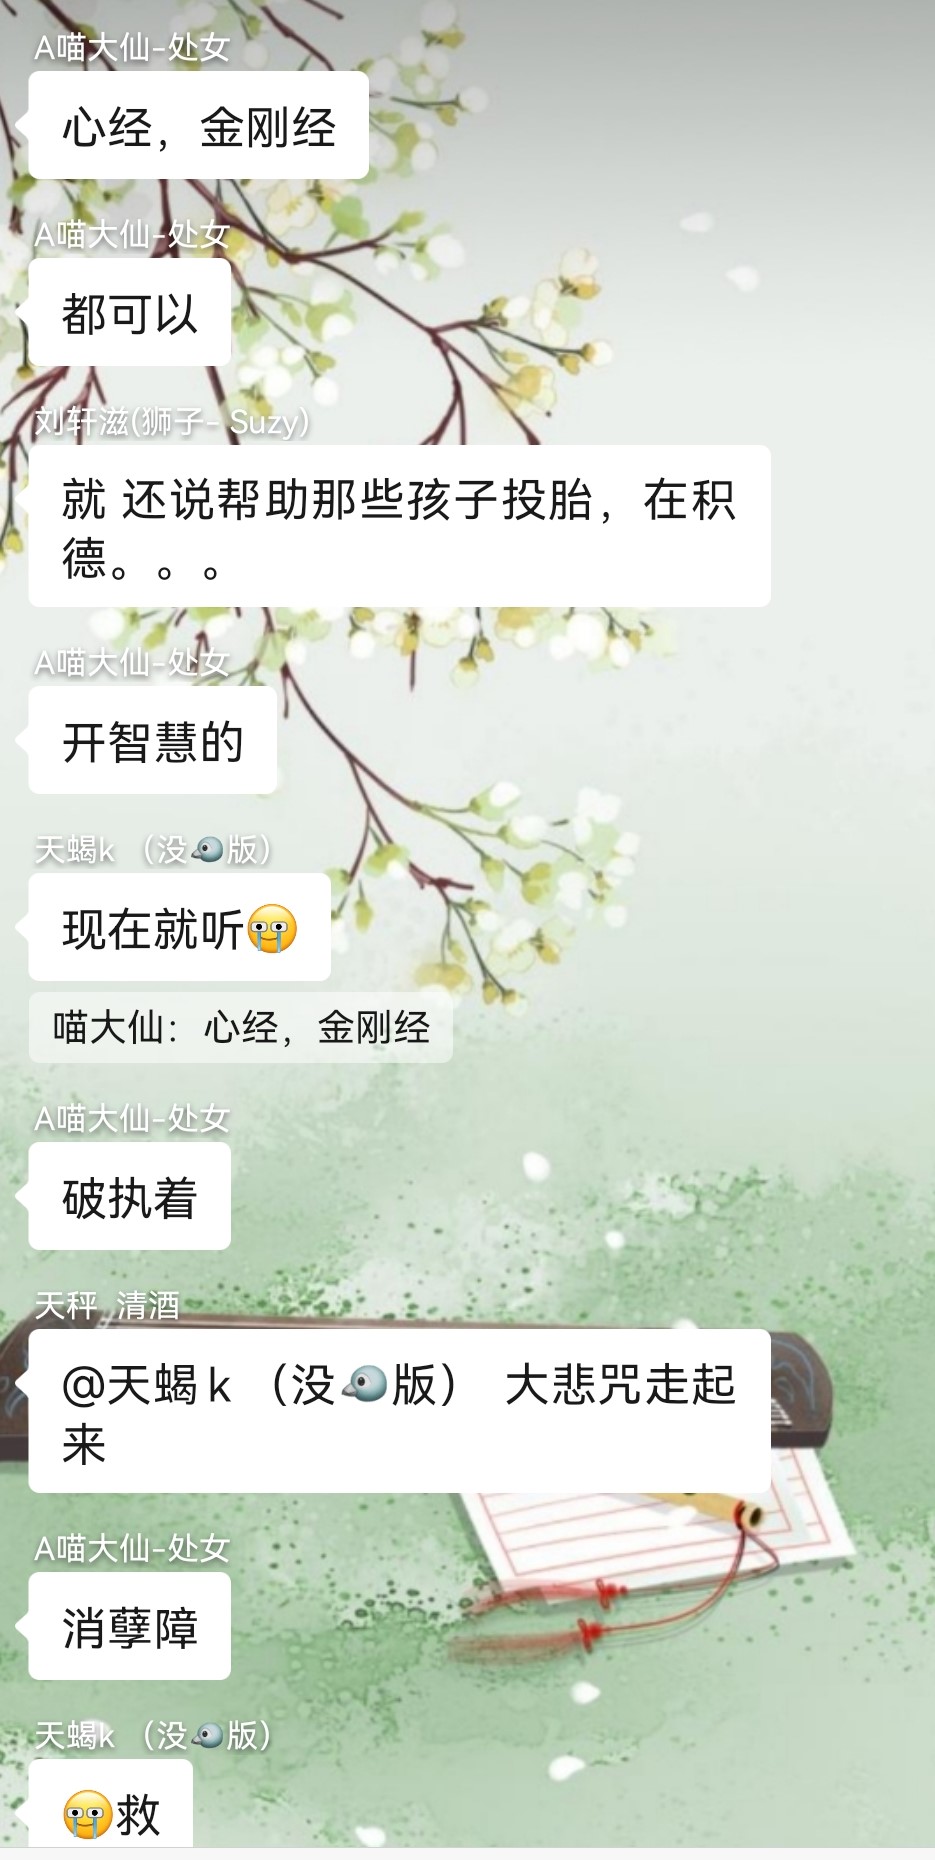 A喵大仙-处女
心经，金刚经
A喵大仙-处女
都可以
刘轩滋(狮子- Suzy)
就 还说帮助那些孩子投胎，在积
德。。。
A喵大仙-处女
开智慧的
天蝎k （没🐦版）
现在就听😭
喵大仙：心经，金刚经
A喵大仙-处女
破执着
天秤 清酒
@天蝎k （没🐦版） 大悲咒走起
来
A喵大仙-处女
消孽障
天蝎k （没🐦版）
😭救